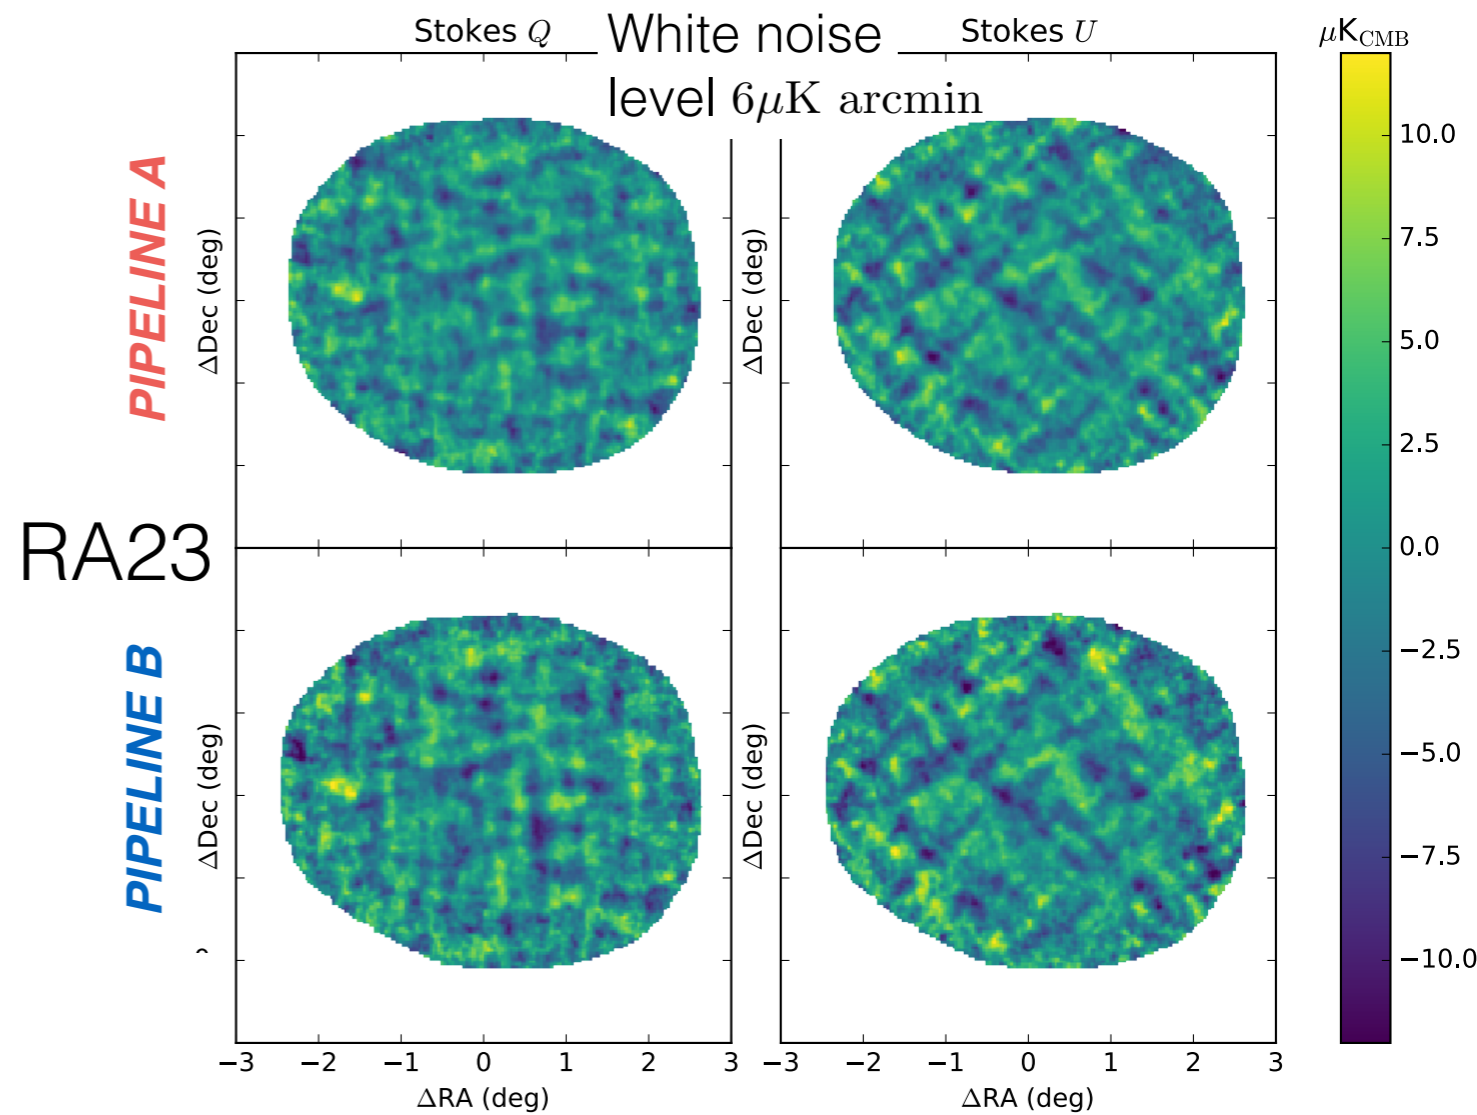 Stokes Q
White noise
level 6μK arcmin
Stokes U
μK_CMB
PIPELINE A
ΔDec (deg)
ΔDec (deg)
10.0
7.5
5.0
2.5
0.0
−2.5
−5.0
−7.5
−10.0
RA23
PIPELINE B
ΔDec (deg)
ΔDec (deg)
−3 −2 −1 0 1 2 3
−3 −2 −1 0 1 2 3
ΔRA (deg)
ΔRA (deg)